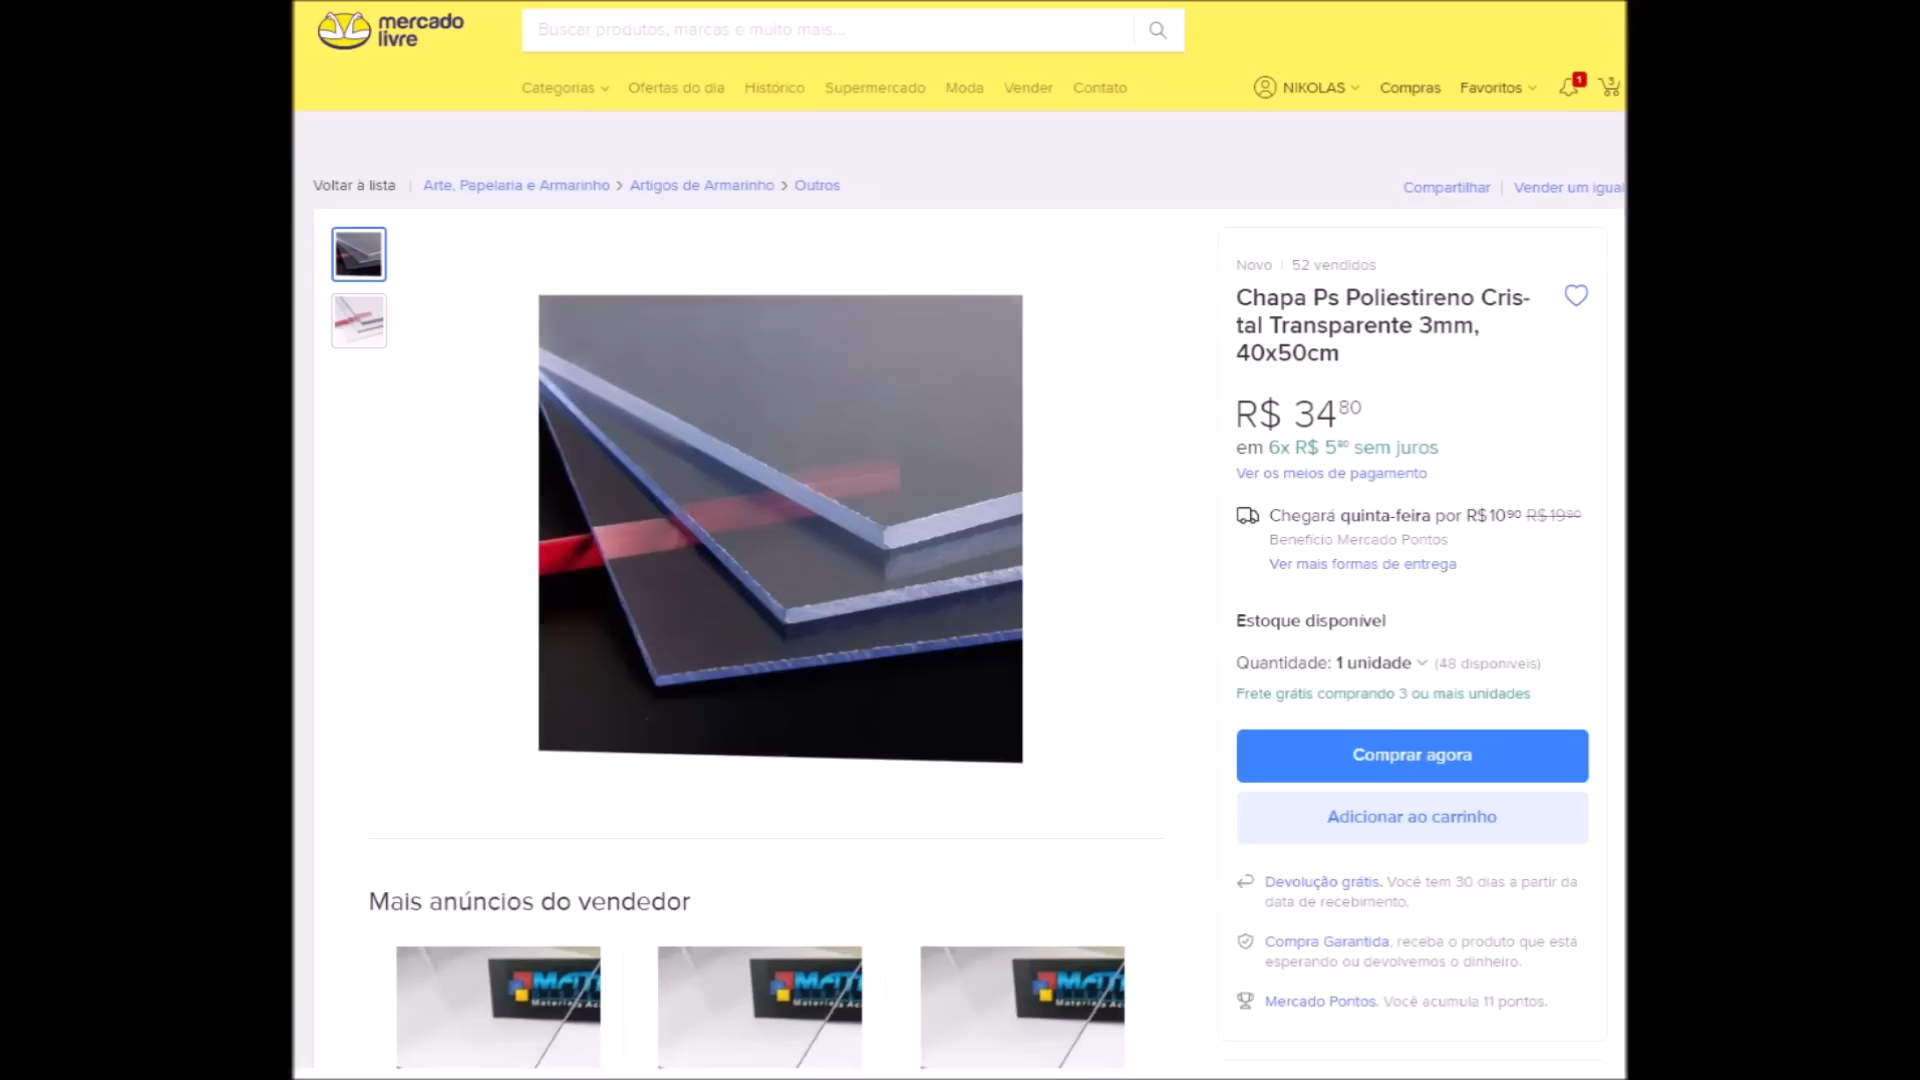 mercado
livre
Buscar produtos, marcas e muito mais...
Categorias
Ofertas do dia
Histórico
Supermercado
Moda
Vender
Contato
NIKOLAS
Compras
Favoritos
1
3
Voltar à lista
Arte, Papelaria e Armarinho > Artigos de Armarinho > Outros
Compartilhar
Vender um igual
Novo | 52 vendidos
Chapa Ps Poliestireno Cris-
tal Transparente 3mm,
40x50cm
R$ 34 80
em 6x R$ 5 80 sem juros
Ver os meios de pagamento
Chegará quinta-feira por R$ 10 90 R$ 19 90
Benefício Mercado Pontos
Ver mais formas de entrega
Estoque disponível
Quantidade: 1 unidade (48 disponíveis)
Frete grátis comprando 3 ou mais unidades
Comprar agora
Adicionar ao carrinho
Devolução grátis. Você tem 30 dias a partir da
data de recebimento.
Compra Garantida, receba o produto que está
esperando ou devolvemos o dinheiro.
Mercado Pontos. Você acumula 11 pontos.
Mais anúncios do vendedor